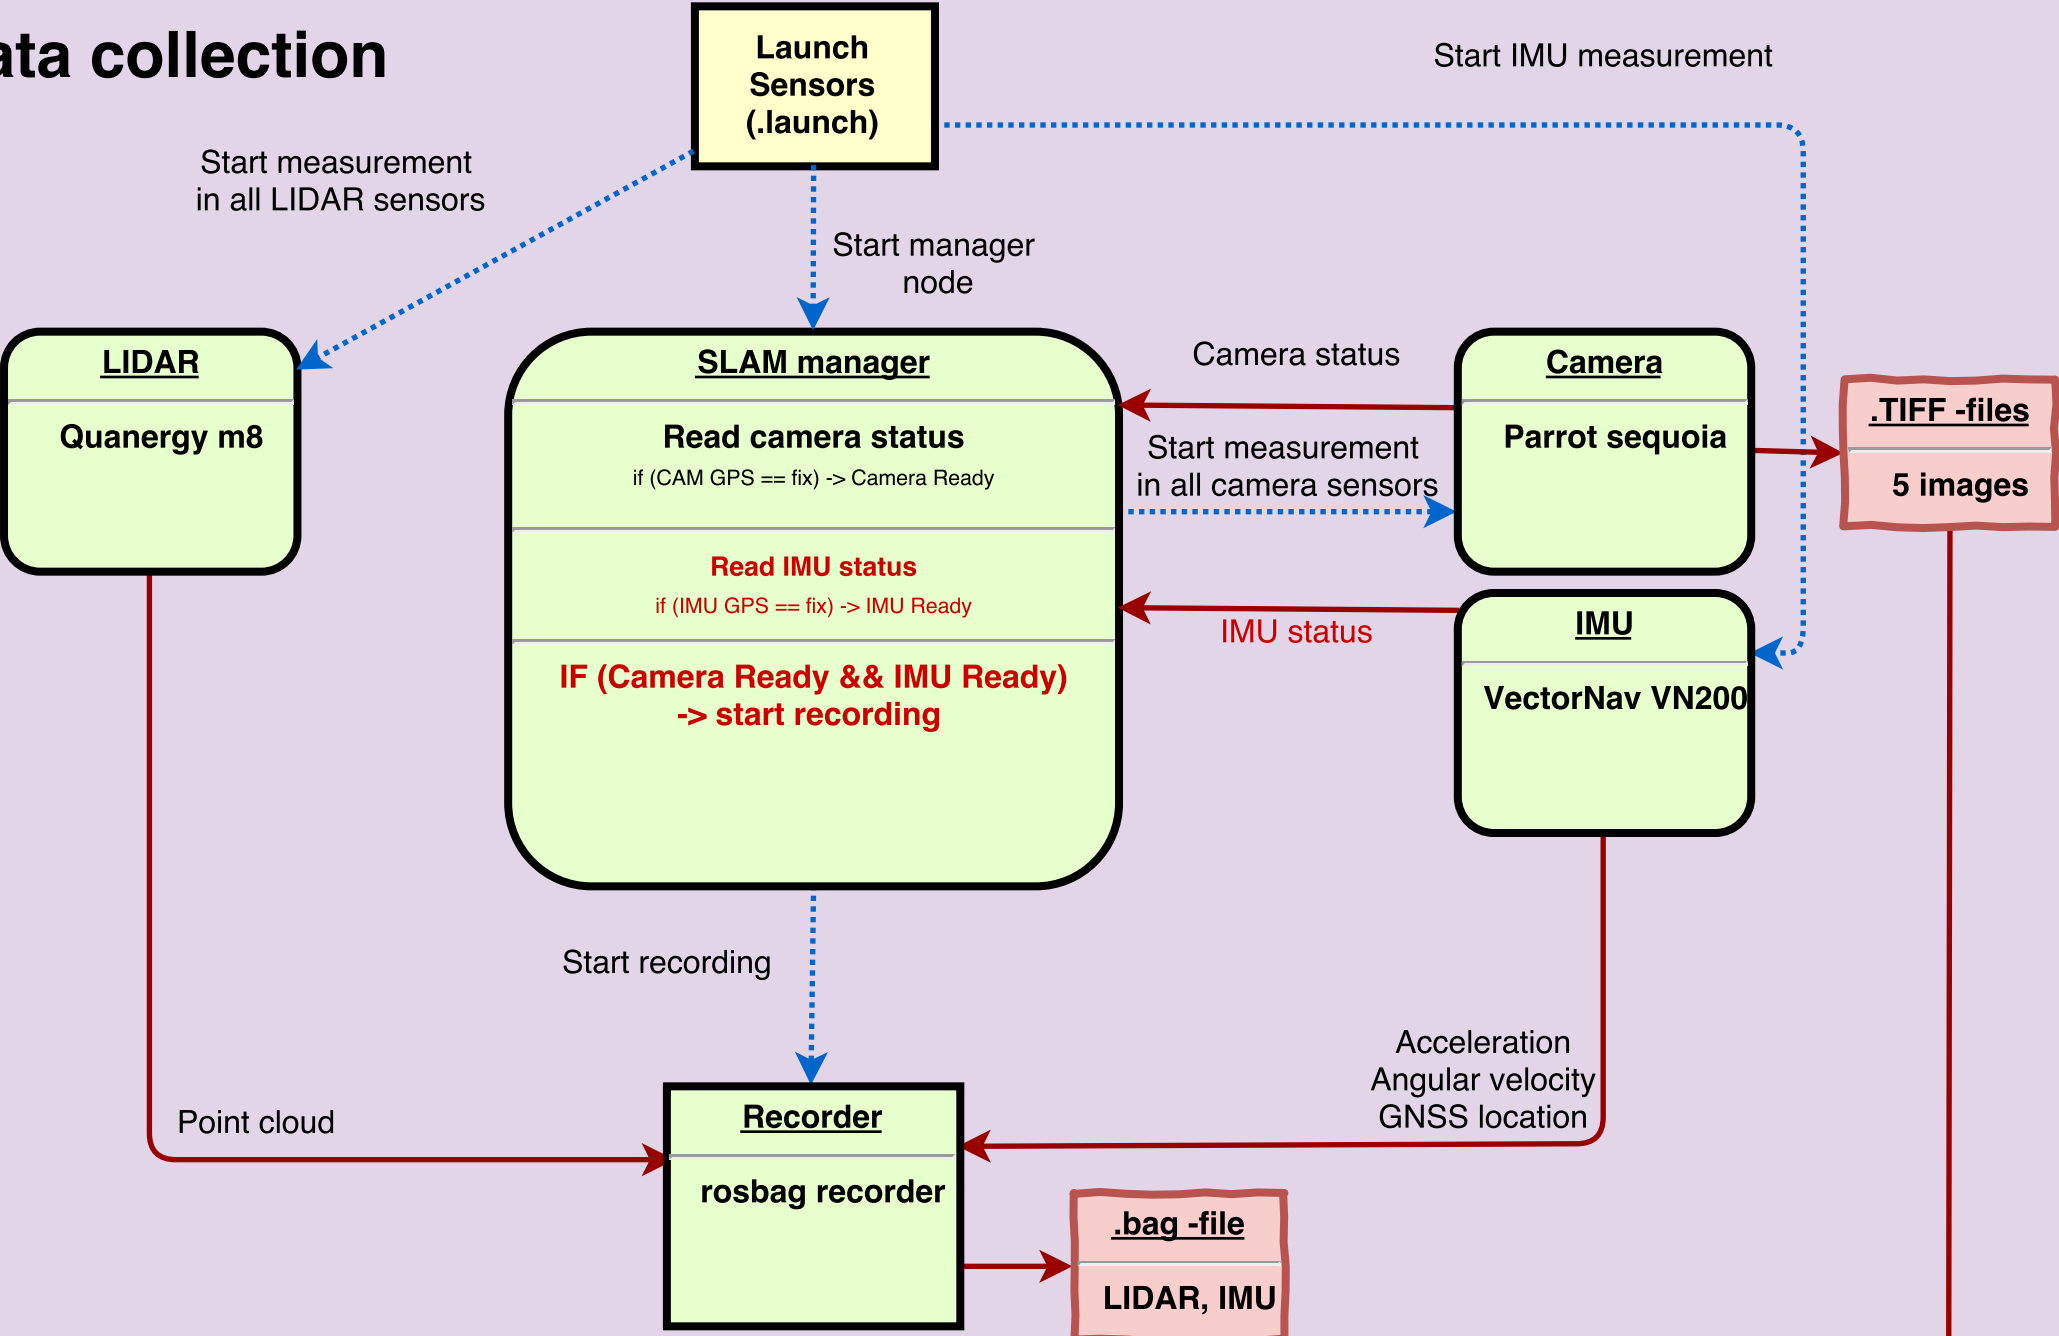 ata collection
Launch
Sensors
(.launch)
Start IMU measurement
Start measurement
in all LIDAR sensors
Start manager
node
LIDAR
Quanergy m8
SLAM manager
Read camera status
if (CAM GPS == fix) -> Camera Ready
Read IMU status
if (IMU GPS == fix) -> IMU Ready
IF (Camera Ready && IMU Ready)
-> start recording
Camera status
Start measurement
in all camera sensors
IMU status
Camera
Parrot sequoia
.TIFF -files
5 images
IMU
VectorNav VN200
Start recording
Acceleration
Angular velocity
GNSS location
Point cloud
Recorder
rosbag recorder
.bag -file
LIDAR, IMU